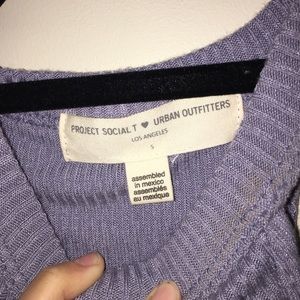 PROJECT SOCIAL T ♥ URBAN OUTFITTERS
LOS ANGELES
S
assembled
in mexico
assemblés
au mexique